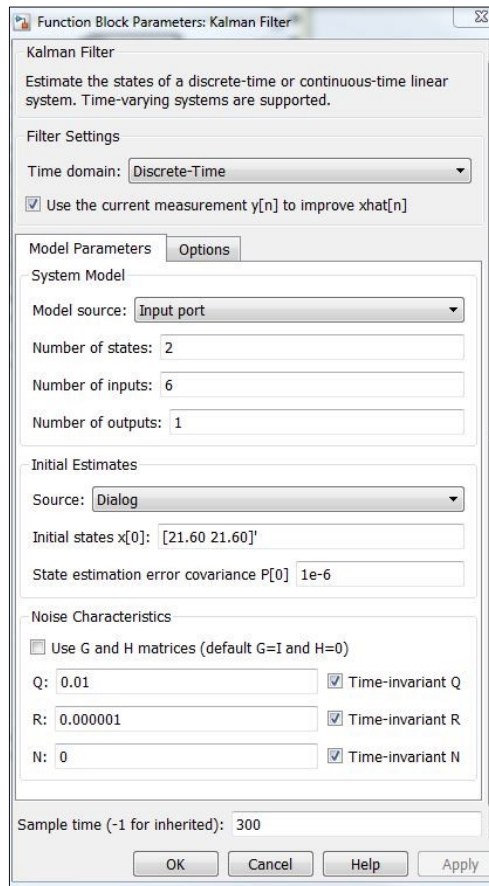 Function Block Parameters: Kalman Filter
Kalman Filter
Estimate the states of a discrete-time or continuous-time linear
system. Time-varying systems are supported.
Filter Settings
Time domain: Discrete-Time
Use the current measurement y[n] to improve xhat[n]
Model Parameters Options
System Model
Model source: Input port
Number of states: 2
Number of inputs: 6
Number of outputs: 1
Initial Estimates
Source: Dialog
Initial states x[0]: [21.60 21.60]'
State estimation error covariance P[0] 1e-6
Noise Characteristics
Use G and H matrices (default G=I and H=0)
Q: 0.01 Time-invariant Q
R: 0.000001 Time-invariant R
N: 0 Time-invariant N
Sample time (-1 for inherited): 300
OK Cancel Help Apply